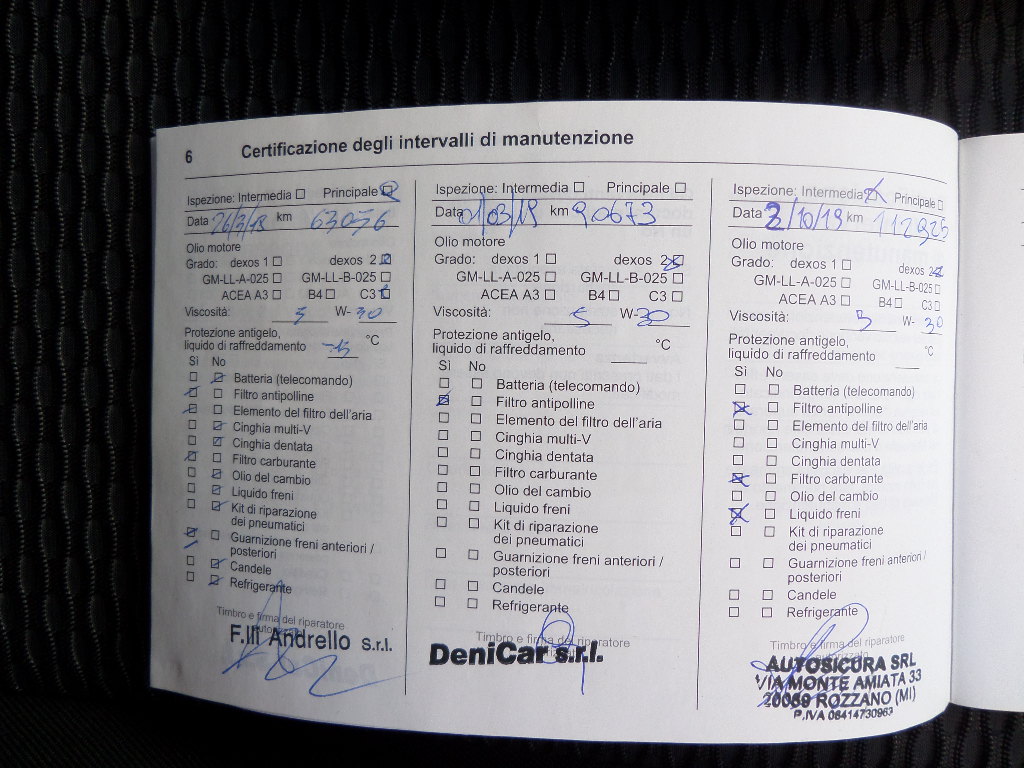 6 Certificazione degli intervalli di manutenzione
Ispezione: Intermedia Principale
Data 26/3/18 km 63056
Olio motore
Grado: dexos 1 dexos 2
GM-LL-A-025 GM-LL-B-025
ACEA A3 B4 C3
Viscosità: 5 W- 30
Protezione antigelo,
liquido di raffreddamento -15 °C
Sì No
Batteria (telecomando)
Filtro antipolline
Elemento del filtro dell'aria
Cinghia multi-V
Cinghia dentata
Filtro carburante
Olio del cambio
Liquido freni
Kit di riparazione
dei pneumatici
Guarnizione freni anteriori /
posteriori
Candele
Refrigerante
Timbro e firma del riparatore
F.lli Andrello S.r.l.
Ispezione: Intermedia Principale
Data 01/03/19 km 90673
Olio motore
Grado: dexos 1 dexos 2
GM-LL-A-025 GM-LL-B-025
ACEA A3 B4 C3
Viscosità: 5 W- 30
Protezione antigelo,
liquido di raffreddamento °C
Sì No
Batteria (telecomando)
Filtro antipolline
Elemento del filtro dell'aria
Cinghia multi-V
Cinghia dentata
Filtro carburante
Olio del cambio
Liquido freni
Kit di riparazione
dei pneumatici
Guarnizione freni anteriori /
posteriori
Candele
Refrigerante
Timbro e firma del riparatore
DeniCar s.r.l.
Ispezione: Intermedia Principale
Data 2/10/19 km 112925
Olio motore
Grado: dexos 1 dexos 2
GM-LL-A-025 GM-LL-B-025
ACEA A3 B4 C3
Viscosità: 5 W- 30
Protezione antigelo,
liquido di raffreddamento °C
Sì No
Batteria (telecomando)
Filtro antipolline
Elemento del filtro dell'aria
Cinghia multi-V
Cinghia dentata
Filtro carburante
Olio del cambio
Liquido freni
Kit di riparazione
dei pneumatici
Guarnizione freni anteriori /
posteriori
Candele
Refrigerante
Timbro e firma del riparatore
AUTOSICURA SRL
VIA MONTE AMIATA 33
20089 ROZZANO (MI)
P.IVA 08414730963